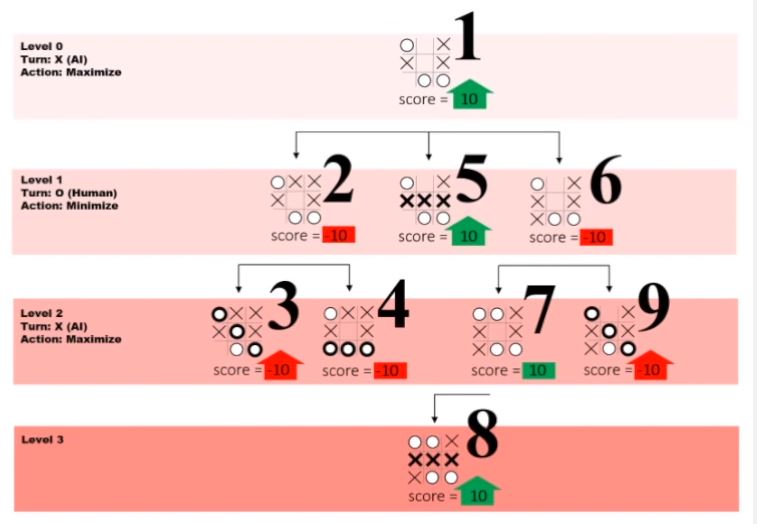 Level 0
Turn: X (AI)
Action: Maximize
1
score = 10
Level 1
Turn: O (Human)
Action: Minimize
2
score = -10
5
score = 10
6
score = -10
Level 2
Turn: X (AI)
Action: Maximize
3
score = -10
4
score = -10
7
score = 10
9
score = -10
Level 3
8
score = 10